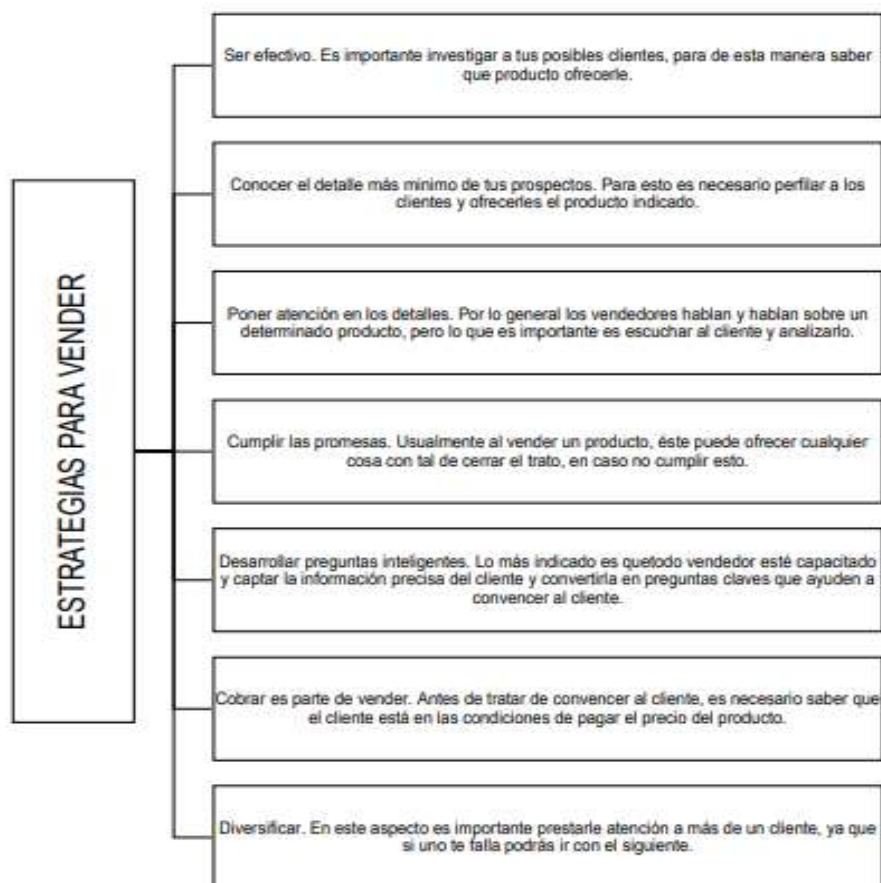 ESTRATEGIAS PARA VENDER
Ser efectivo. Es importante investigar a tus posibles clientes, para de esta manera saber
que producto ofrecerle.
Conocer el detalle más mínimo de tus prospectos. Para esto es necesario perfilar a los
clientes y ofrecerles el producto indicado.
Poner atención en los detalles. Por lo general los vendedores hablan y hablan sobre un
determinado producto, pero lo que es importante es escuchar al cliente y analizarlo.
Cumplir las promesas. Usualmente al vender un producto, éste puede ofrecer cualquier
cosa con tal de cerrar el trato, en caso no cumplir esto.
Desarrollar preguntas inteligentes. Lo más indicado es quetodo vendedor esté capacitado
y captar la información precisa del cliente y convertirla en preguntas claves que ayuden a
convencer al cliente.
Cobrar es parte de vender. Antes de tratar de convencer al cliente, es necesario saber que
el cliente está en las condiciones de pagar el precio del producto.
Diversificar. En este aspecto es importante prestarle atención a más de un cliente, ya que
si uno te falla podrás ir con el siguiente.